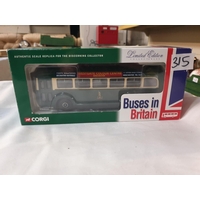 AUTHENTIC SCALE REPLICAS FOR THE DISCERNING COLLECTOR
Limited Edition
315
Buses in
Britain
CORGI